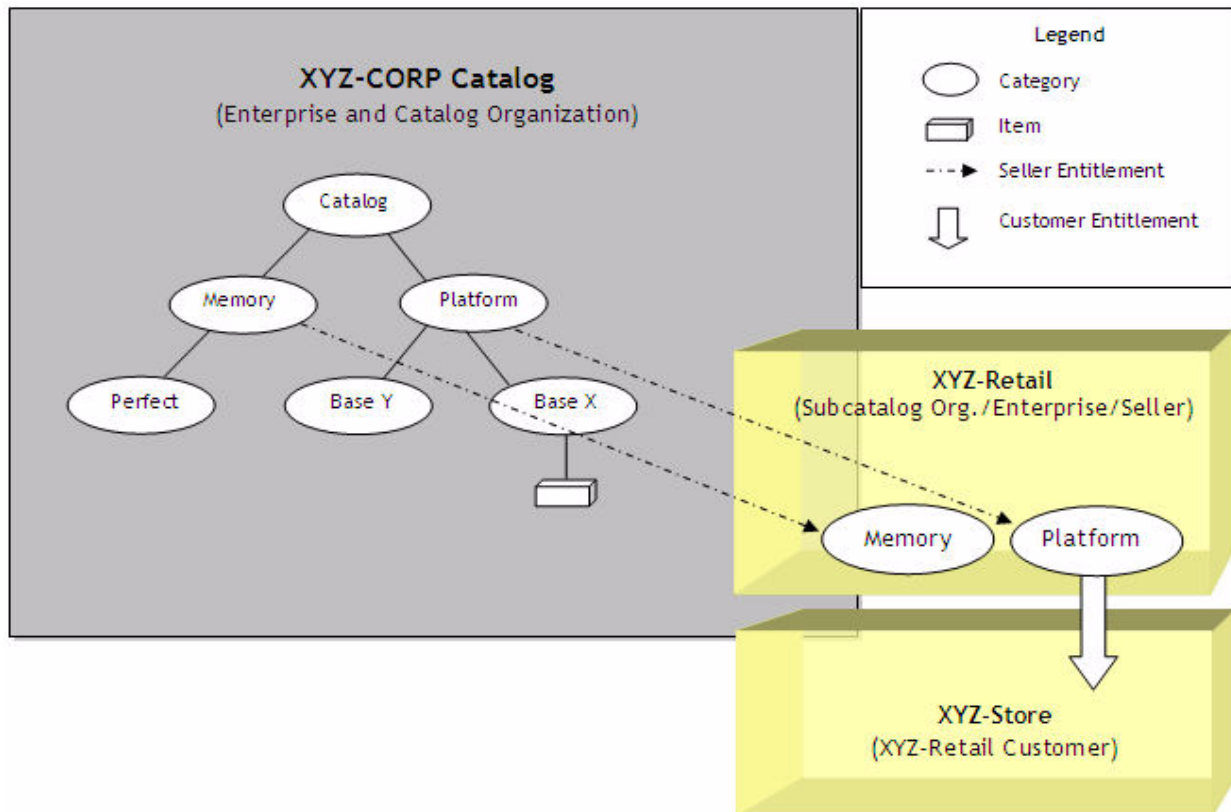 XYZ-CORP Catalog
(Enterprise and Catalog Organization)
Catalog
Memory
Platform
Perfect
Base Y
Base X
Legend
Category
Item
Seller Entitlement
Customer Entitlement
XYZ-Retail
(Subcatalog Org./Enterprise/Seller)
Memory
Platform
XYZ-Store
(XYZ-Retail Customer)